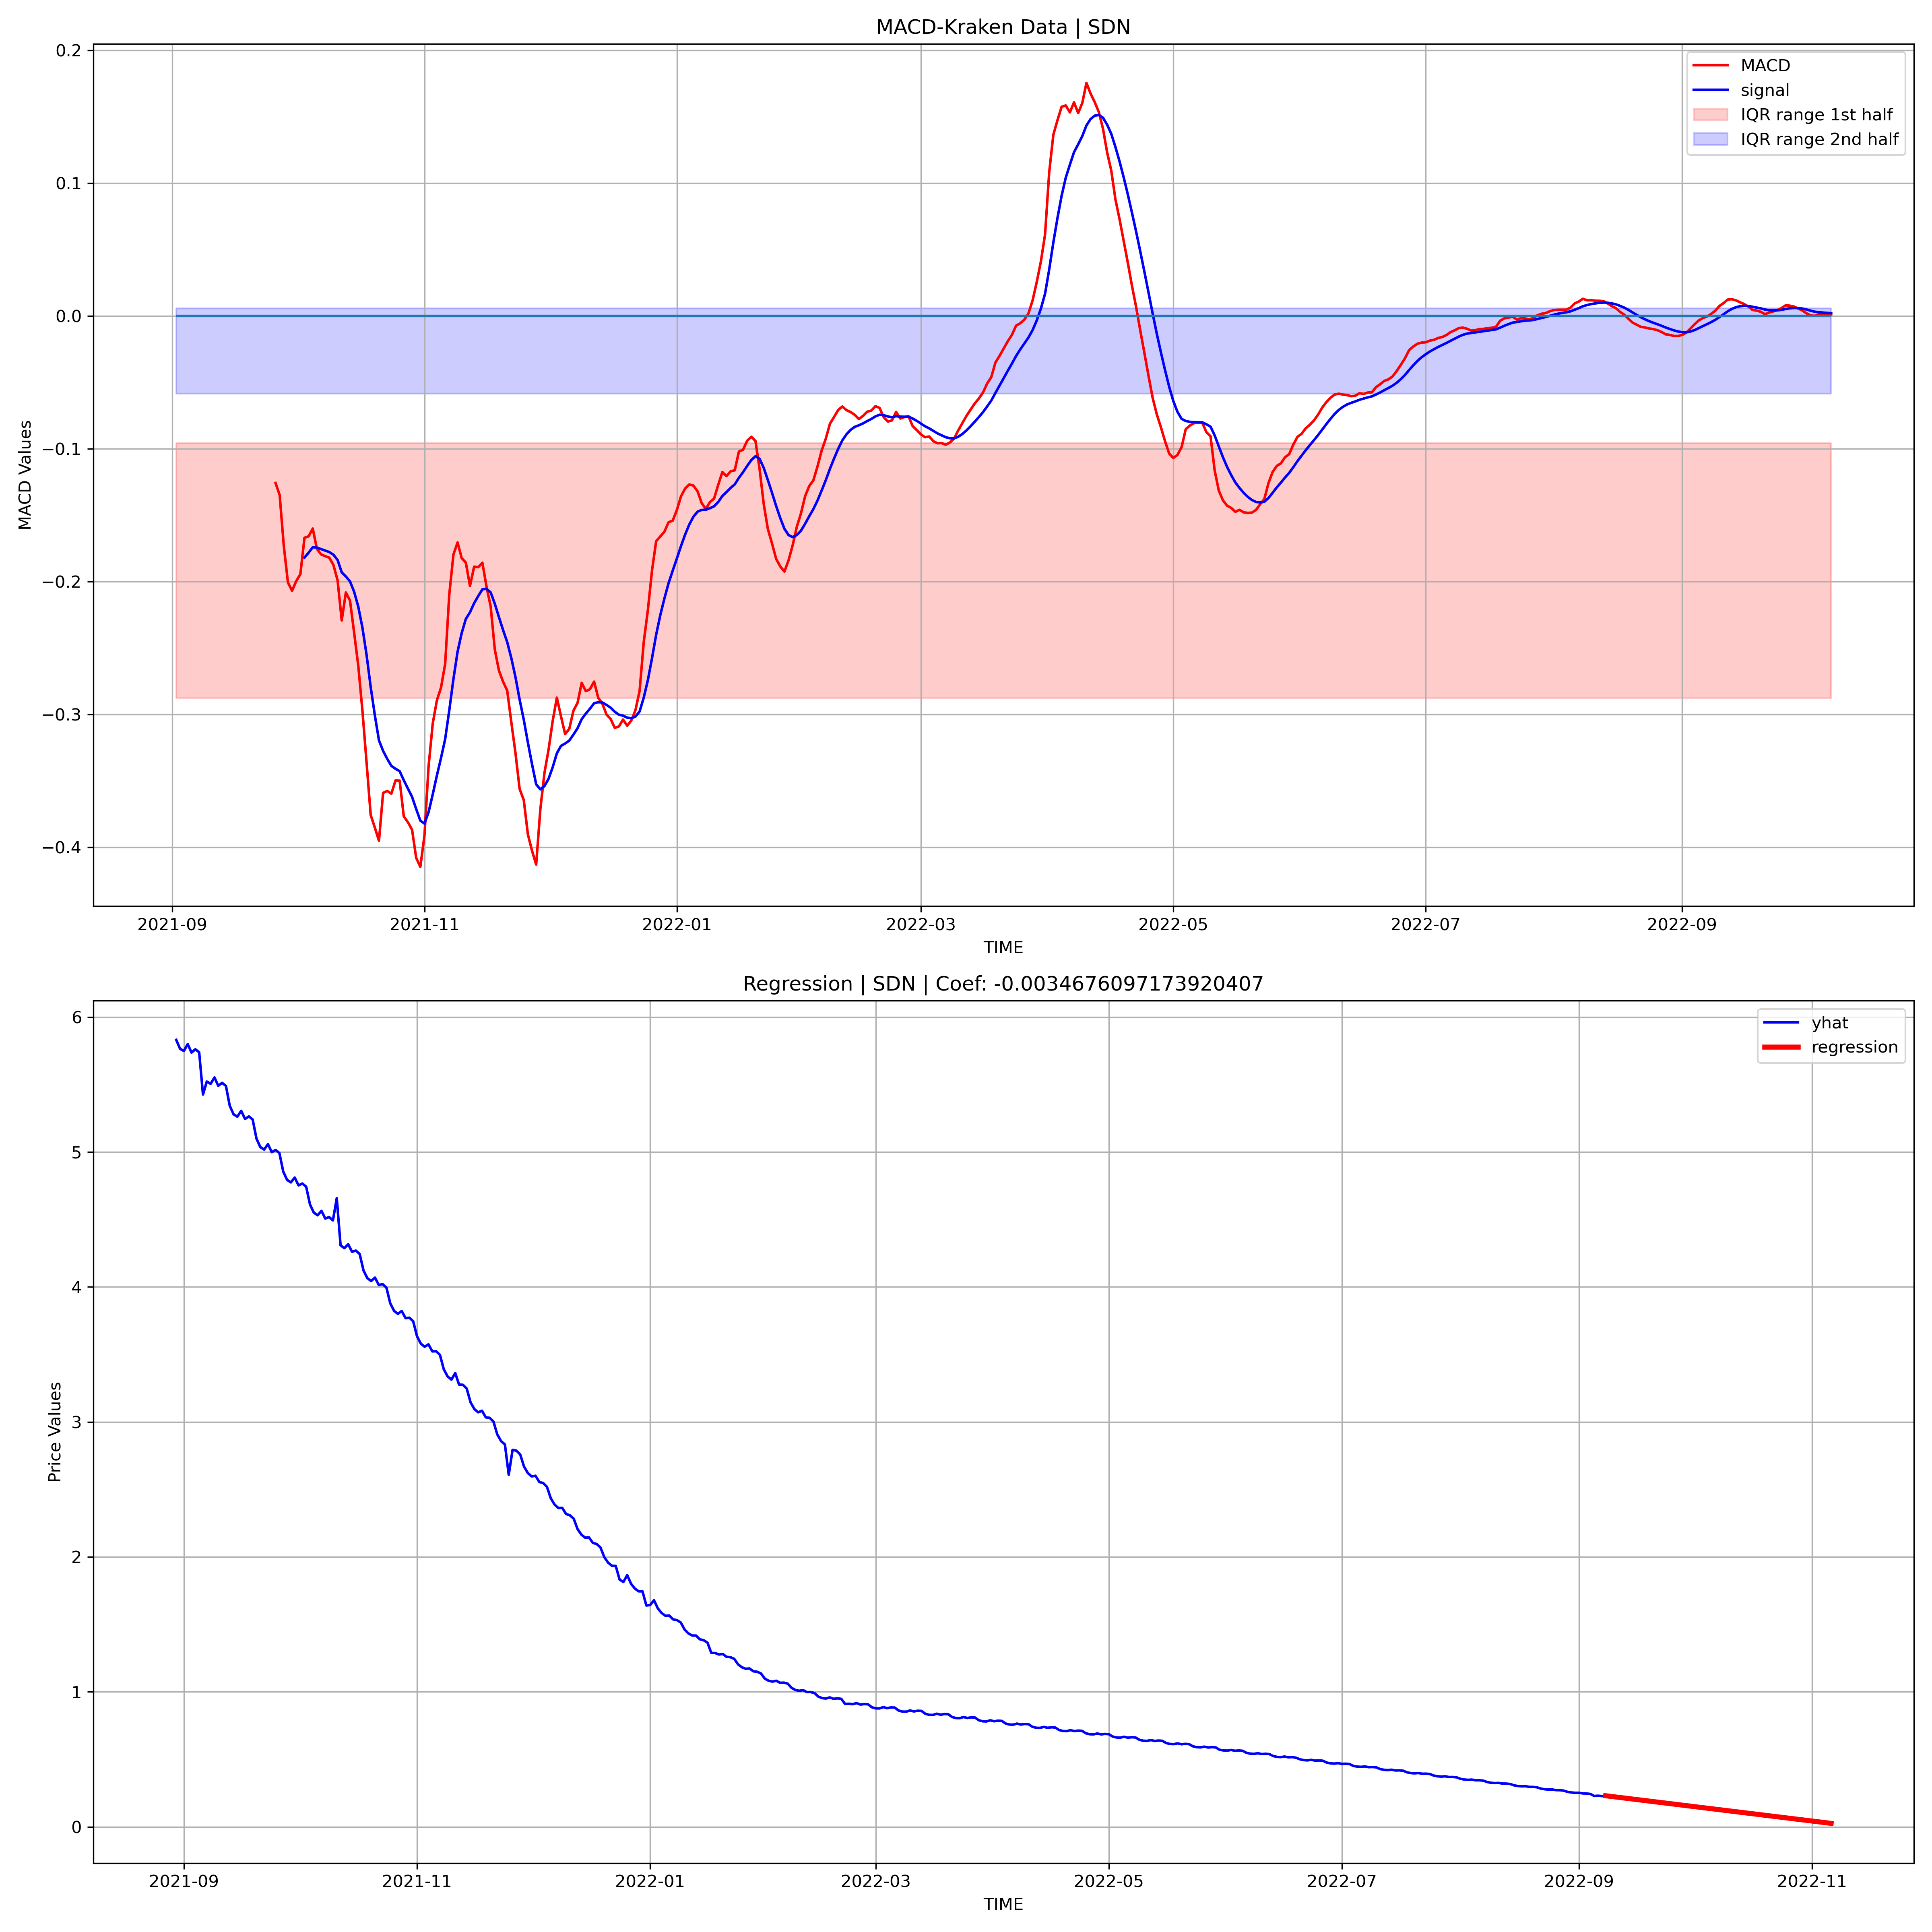 MACD-Kraken Data | SDN
0.2
0.1
0.0
−0.1
−0.2
−0.3
−0.4
MACD Values
MACD
signal
IQR range 1st half
IQR range 2nd half
2021-09 2021-11 2022-01 2022-03 2022-05 2022-07 2022-09
TIME
Regression | SDN | Coef: -0.0034676097173920407
6
5
4
3
2
1
0
Price Values
yhat
regression
2021-09 2021-11 2022-01 2022-03 2022-05 2022-07 2022-09 2022-11
TIME